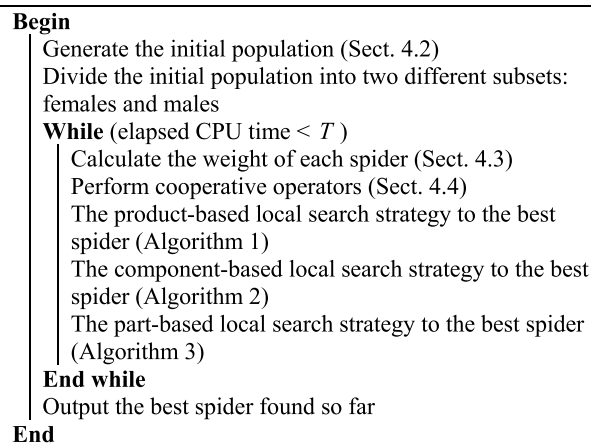 Begin
Generate the initial population (Sect. 4.2)
Divide the initial population into two different subsets:
females and males
While (elapsed CPU time < T )
Calculate the weight of each spider (Sect. 4.3)
Perform cooperative operators (Sect. 4.4)
The product-based local search strategy to the best
spider (Algorithm 1)
The component-based local search strategy to the best
spider (Algorithm 2)
The part-based local search strategy to the best spider
(Algorithm 3)
End while
Output the best spider found so far
End